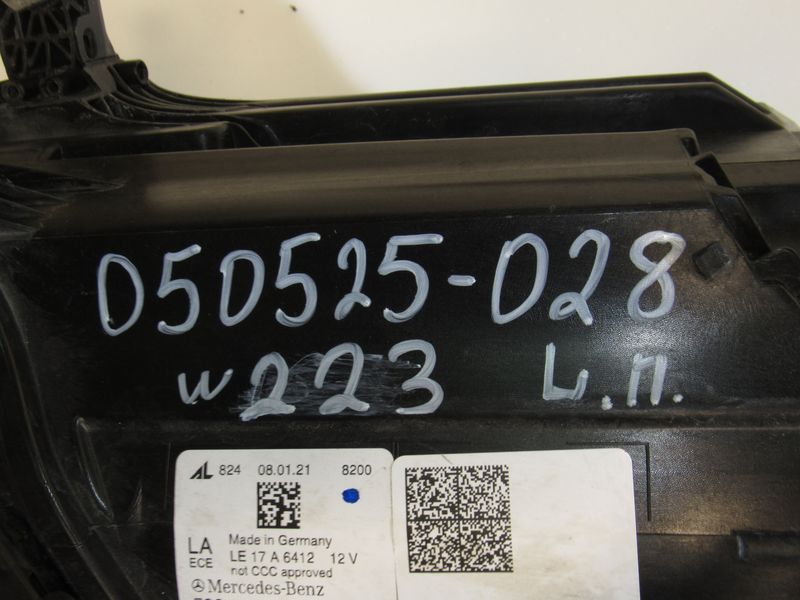 050525-028
w223 L.п.
AL 824 08.01.21 8200
LA
ECE
Made in Germany
LE 17 A 6412 12 V
not CCC approved
Mercedes-Benz